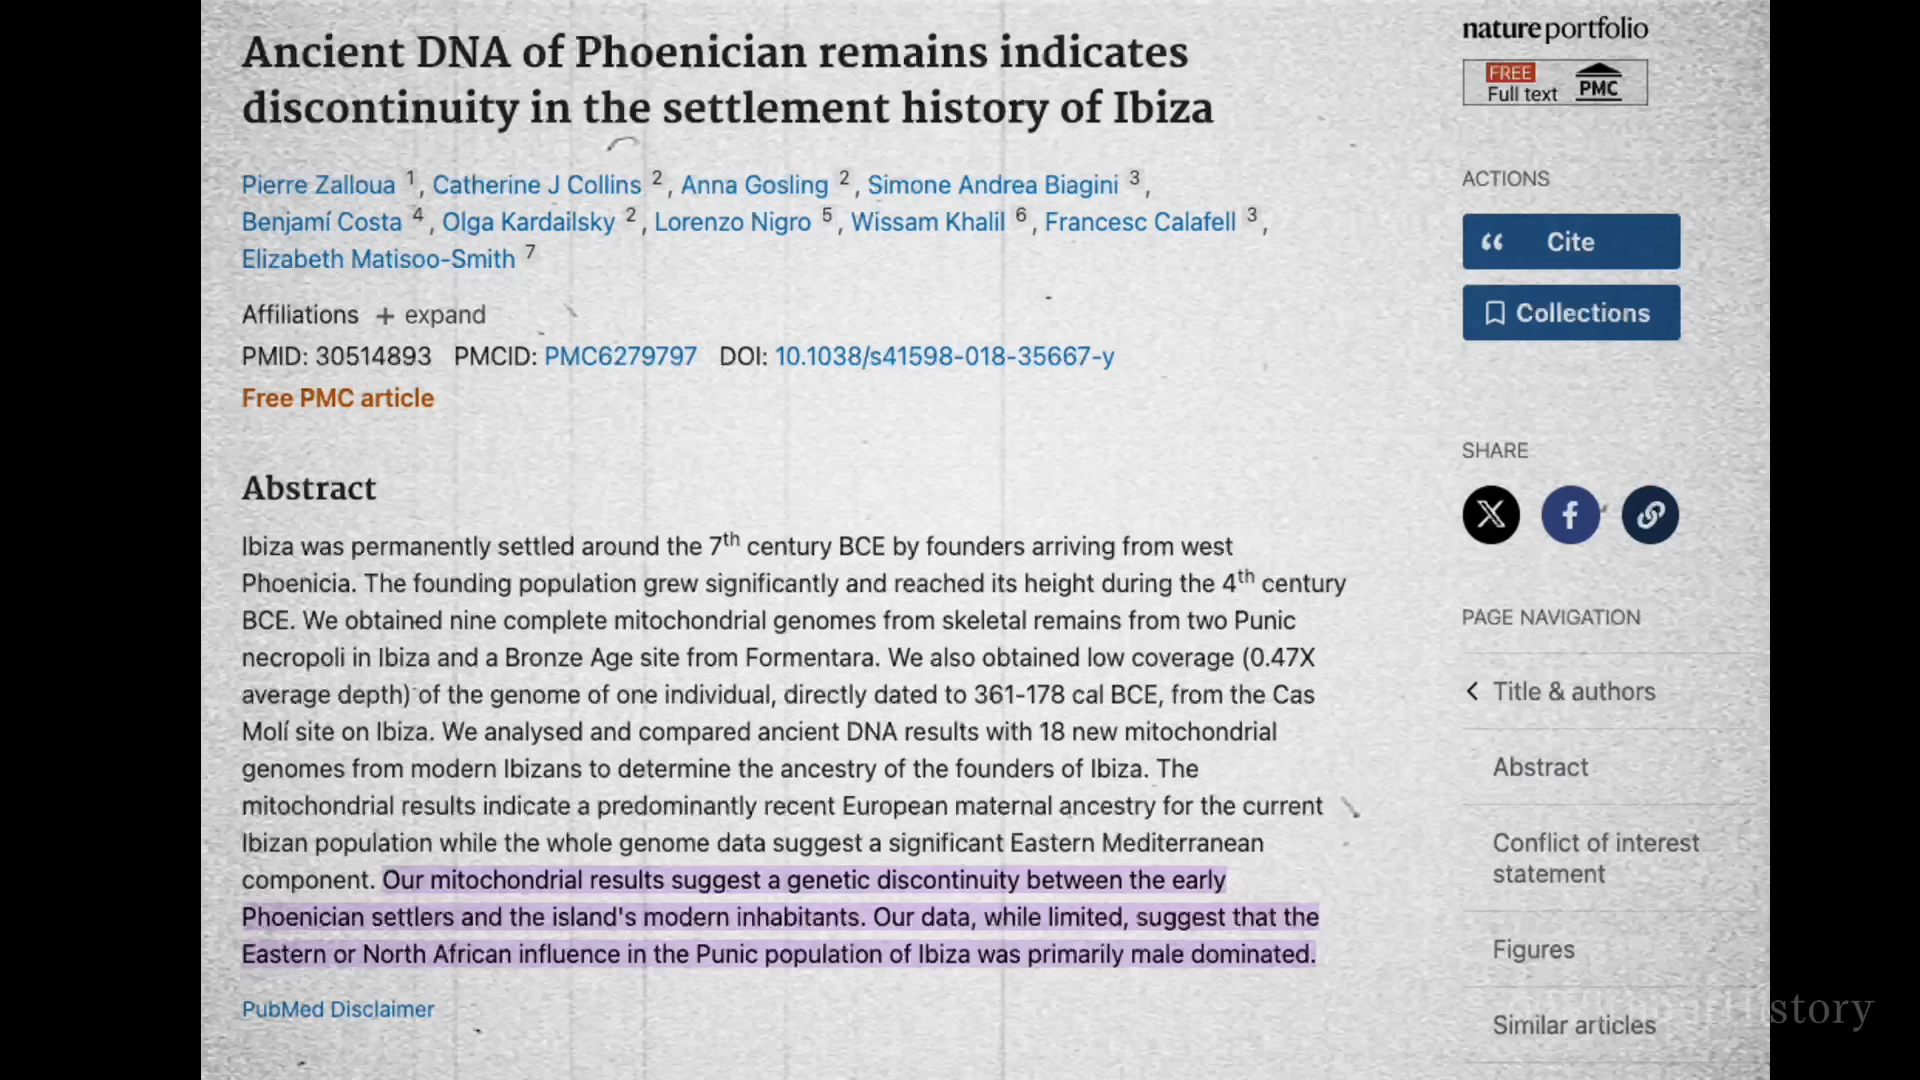 Ancient DNA of Phoenician remains indicates
discontinuity in the settlement history of Ibiza
Pierre Zalloua 1, Catherine J Collins 2, Anna Gosling 2, Simone Andrea Biagini 3,
Benjamí Costa 4, Olga Kardailsky 2, Lorenzo Nigro 5, Wissam Khalil 6, Francesc Calafell 3,
Elizabeth Matisoo-Smith 7
Affiliations + expand
PMID: 30514893 PMCID: PMC6279797 DOI: 10.1038/s41598-018-35667-y
Free PMC article
Abstract
Ibiza was permanently settled around the 7th century BCE by founders arriving from west
Phoenicia. The founding population grew significantly and reached its height during the 4th century
BCE. We obtained nine complete mitochondrial genomes from skeletal remains from two Punic
necropoli in Ibiza and a Bronze Age site from Formentara. We also obtained low coverage (0.47X
average depth) of the genome of one individual, directly dated to 361-178 cal BCE, from the Cas
Molí site on Ibiza. We analysed and compared ancient DNA results with 18 new mitochondrial
genomes from modern Ibizans to determine the ancestry of the founders of Ibiza. The
mitochondrial results indicate a predominantly recent European maternal ancestry for the current
Ibizan population while the whole genome data suggest a significant Eastern Mediterranean
component. Our mitochondrial results suggest a genetic discontinuity between the early
Phoenician settlers and the island's modern inhabitants. Our data, while limited, suggest that the
Eastern or North African influence in the Punic population of Ibiza was primarily male dominated.
PubMed Disclaimer
nature portfolio
FREE
Full text PMC
ACTIONS
Cite
Collections
SHARE
PAGE NAVIGATION
Title & authors
Abstract
Conflict of interest
statement
Figures
Similar articles